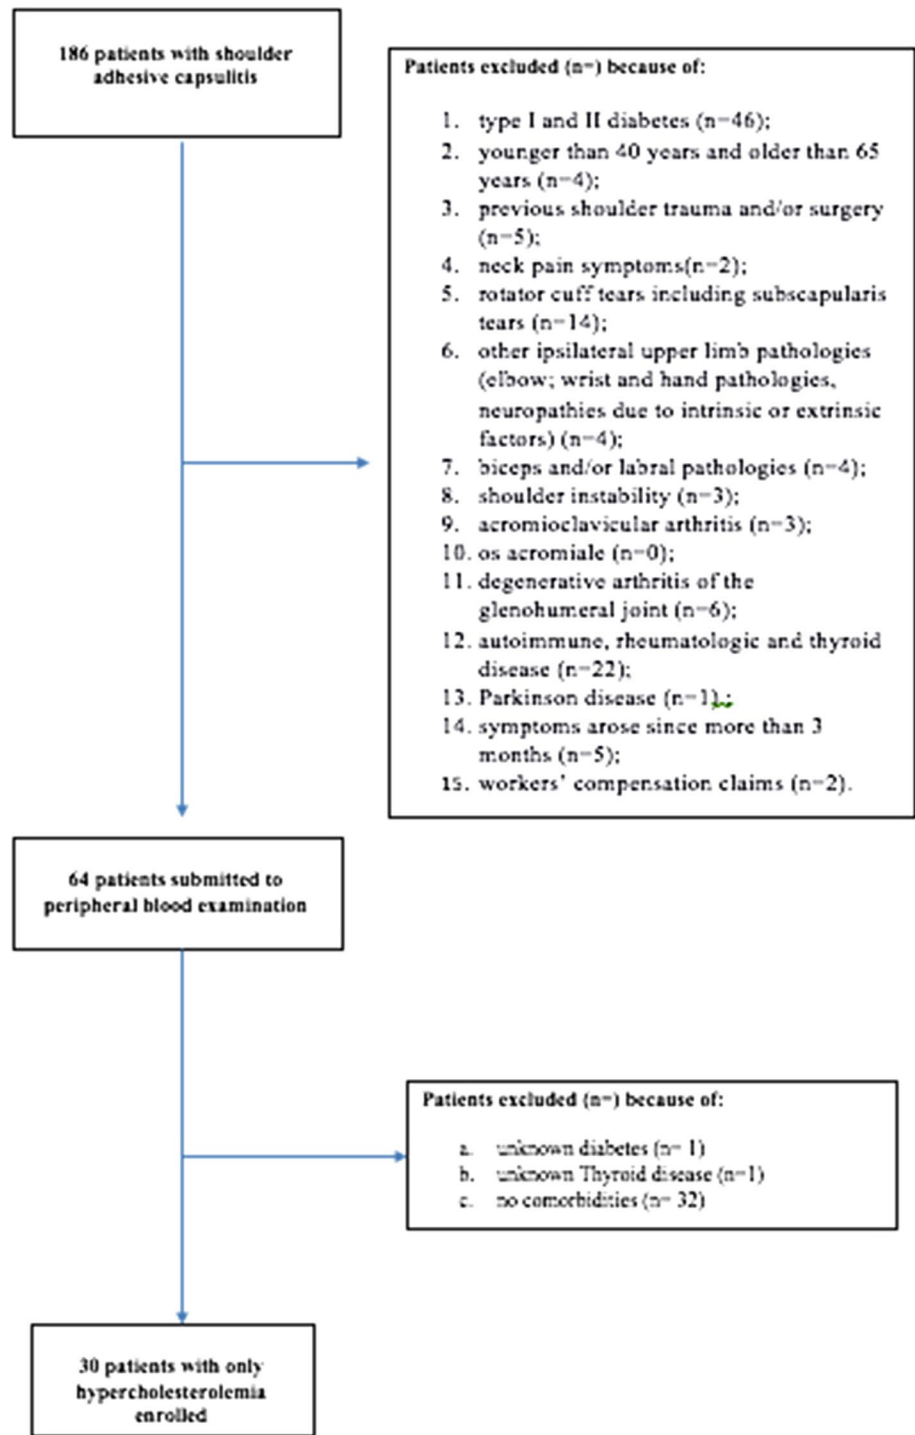 186 patients with shoulder
adhesive capsulitis
Patients excluded (n=) because of:
1. type I and II diabetes (n=46);
2. younger than 40 years and older than 65
years (n=4);
3. previous shoulder trauma and/or surgery
(n=5);
4. neck pain symptoms(n=2);
5. rotator cuff tears including subscapularis
tears (n=14);
6. other ipsilateral upper limb pathologies
(elbow; wrist and hand pathologies,
neuropathies due to intrinsic or extrinsic
factors) (n=4);
7. biceps and/or labral pathologies (n=4);
8. shoulder instability (n=3);
9. acromioclavicular arthritis (n=3);
10. os acromiale (n=0);
11. degenerative arthritis of the
glenohumeral joint (n=6);
12. autoimmune, rheumatologic and thyroid
disease (n=22);
13. Parkinson disease (n=1).;
14. symptoms arose since more than 3
months (n=5);
15. workers’ compensation claims (n=2).
64 patients submitted to
peripheral blood examination
Patients excluded (n=) because of:
a. unknown diabetes (n= 1)
b. unknown Thyroid disease (n=1)
c. no comorbidities (n= 32)
30 patients with only
hypercholesterolemia
enrolled